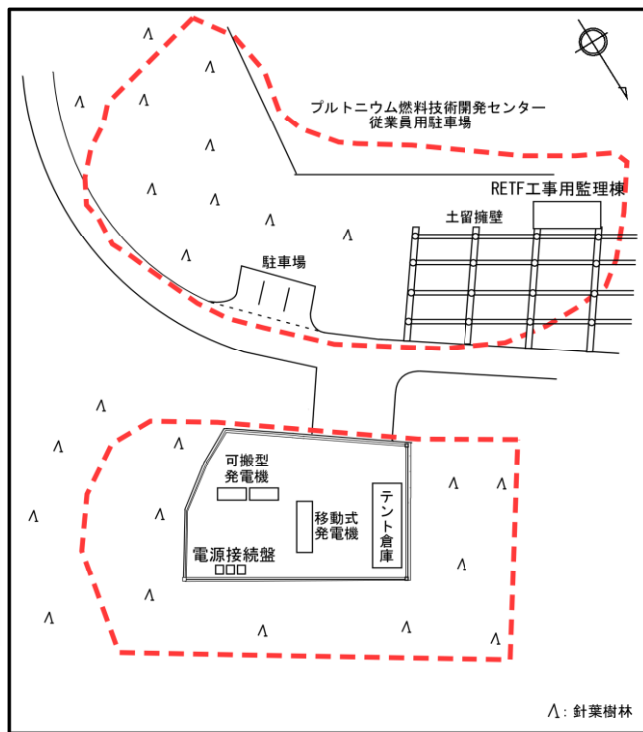 プルトニウム燃料技術開発センター
従業員用駐車場
RETF工事用監理棟
土留擁壁
駐車場
可搬型
発電機
移動式
発電機
テント倉庫
電源接続盤
Λ:針葉樹林